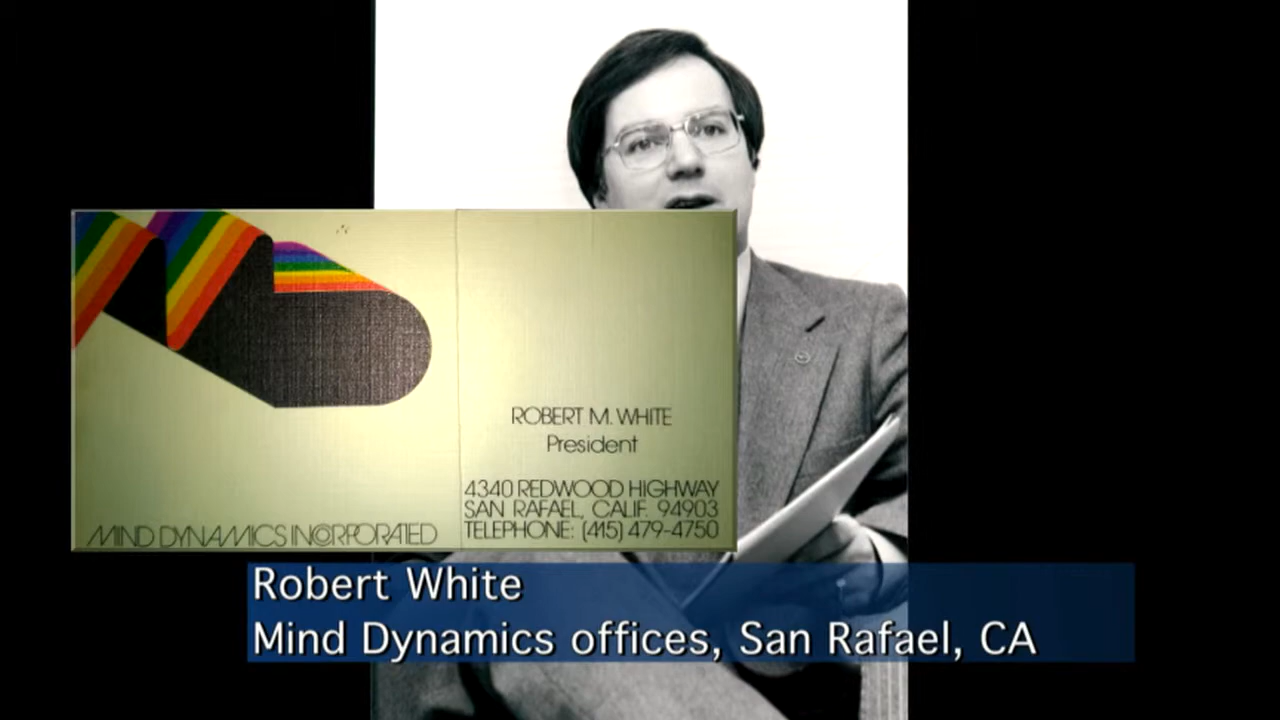 MIND DYNAMICS INCORPORATED
ROBERT M. WHITE
President
4340 REDWOOD HIGHWAY
SAN RAFAEL, CALIF. 94903
TELEPHONE: (415) 479-4750
Robert White
Mind Dynamics offices, San Rafael, CA